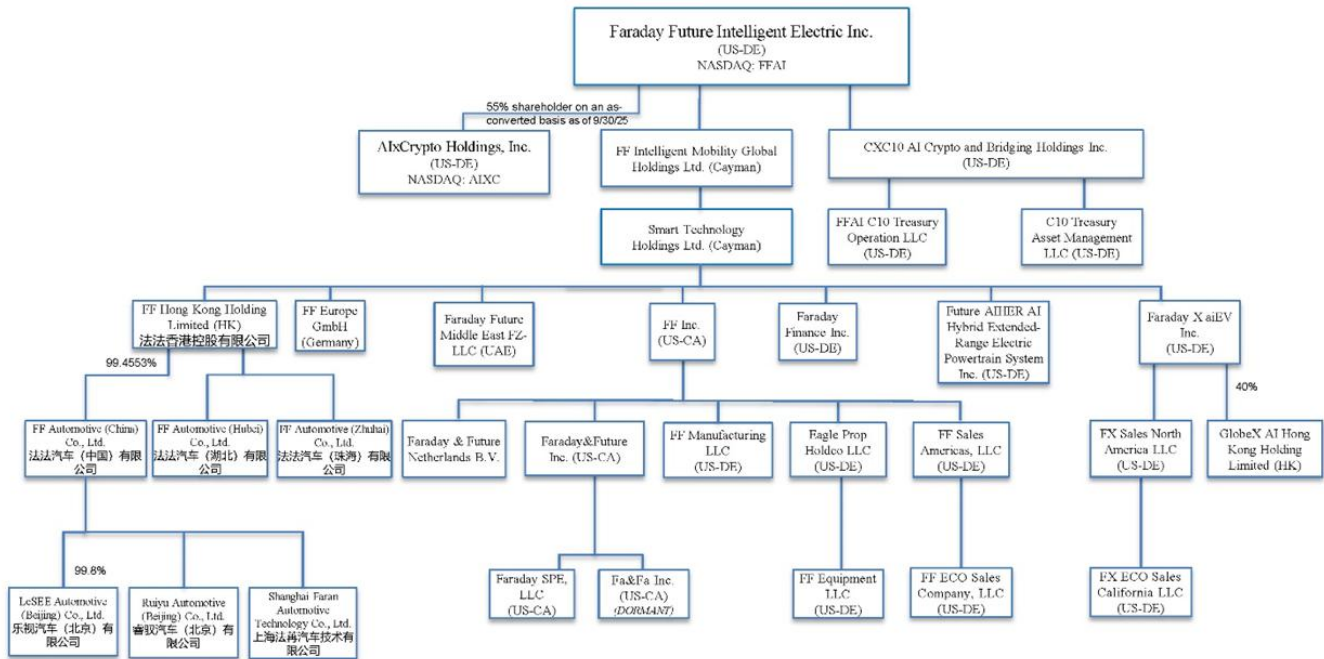 Faraday Future Intelligent Electric Inc.
(US-DE)
NASDAQ: FFAI
55% shareholder on an as-
converted basis as of 9/30/25
AIxCrypto Holdings, Inc.
(US-DE)
NASDAQ: AIXC
FF Intelligent Mobility Global
Holdings Ltd. (Cayman)
CXC10 AI Crypto and Bridging Holdings Inc.
(US-DE)
Smart Technology
Holdings Ltd. (Cayman)
FFAI C10 Treasury
Operation LLC
(US-DE)
C10 Treasury
Asset Management
LLC (US-DE)
FF Hong Kong Holding
Limited (HK)
法法香港控股有限公司
FF Europe
GmbH
(Germany)
Faraday Future
Middle East FZ-
LLC (UAE)
FF Inc.
(US-CA)
Faraday
Finance Inc.
(US-DE)
Future AIHER AI
Hybrid Extended-
Range Electric
Powertrain System
Inc. (US-DE)
Faraday X aiEV
Inc.
(US-DE)
99.4553%
40%
FF Automotive (China)
Co., Ltd.
法法汽车（中国）有限
公司
FF Automotive (Hubei)
Co., Ltd.
法法汽车（湖北）有限
公司
FF Automotive (Zhuhai)
Co., Ltd.
法法汽车（珠海）有限
公司
Faraday & Future
Netherlands B.V.
Faraday&Future
Inc. (US-CA)
FF Manufacturing
LLC
(US-DE)
Eagle Prop
Holdco LLC
(US-DE)
FF Sales
Americas, LLC
(US-DE)
FX Sales North
America LLC
(US-DE)
GlobeX AI Hong
Kong Holding
Limited (HK)
99.8%
LeSEE Automotive
(Beijing) Co., Ltd.
乐视汽车（北京）有
限公司
Ruiyu Automotive
(Beijing) Co., Ltd.
睿驭汽车（北京）有
限公司
Shanghai Faran
Automotive
Technology Co., Ltd.
上海法苒汽车技术有
限公司
Faraday SPE,
LLC
(US-CA)
Fa&Fa Inc.
(US-CA)
(DORMANT)
FF Equipment
LLC
(US-DE)
FF ECO Sales
Company, LLC
(US-DE)
FX ECO Sales
California LLC
(US-DE)